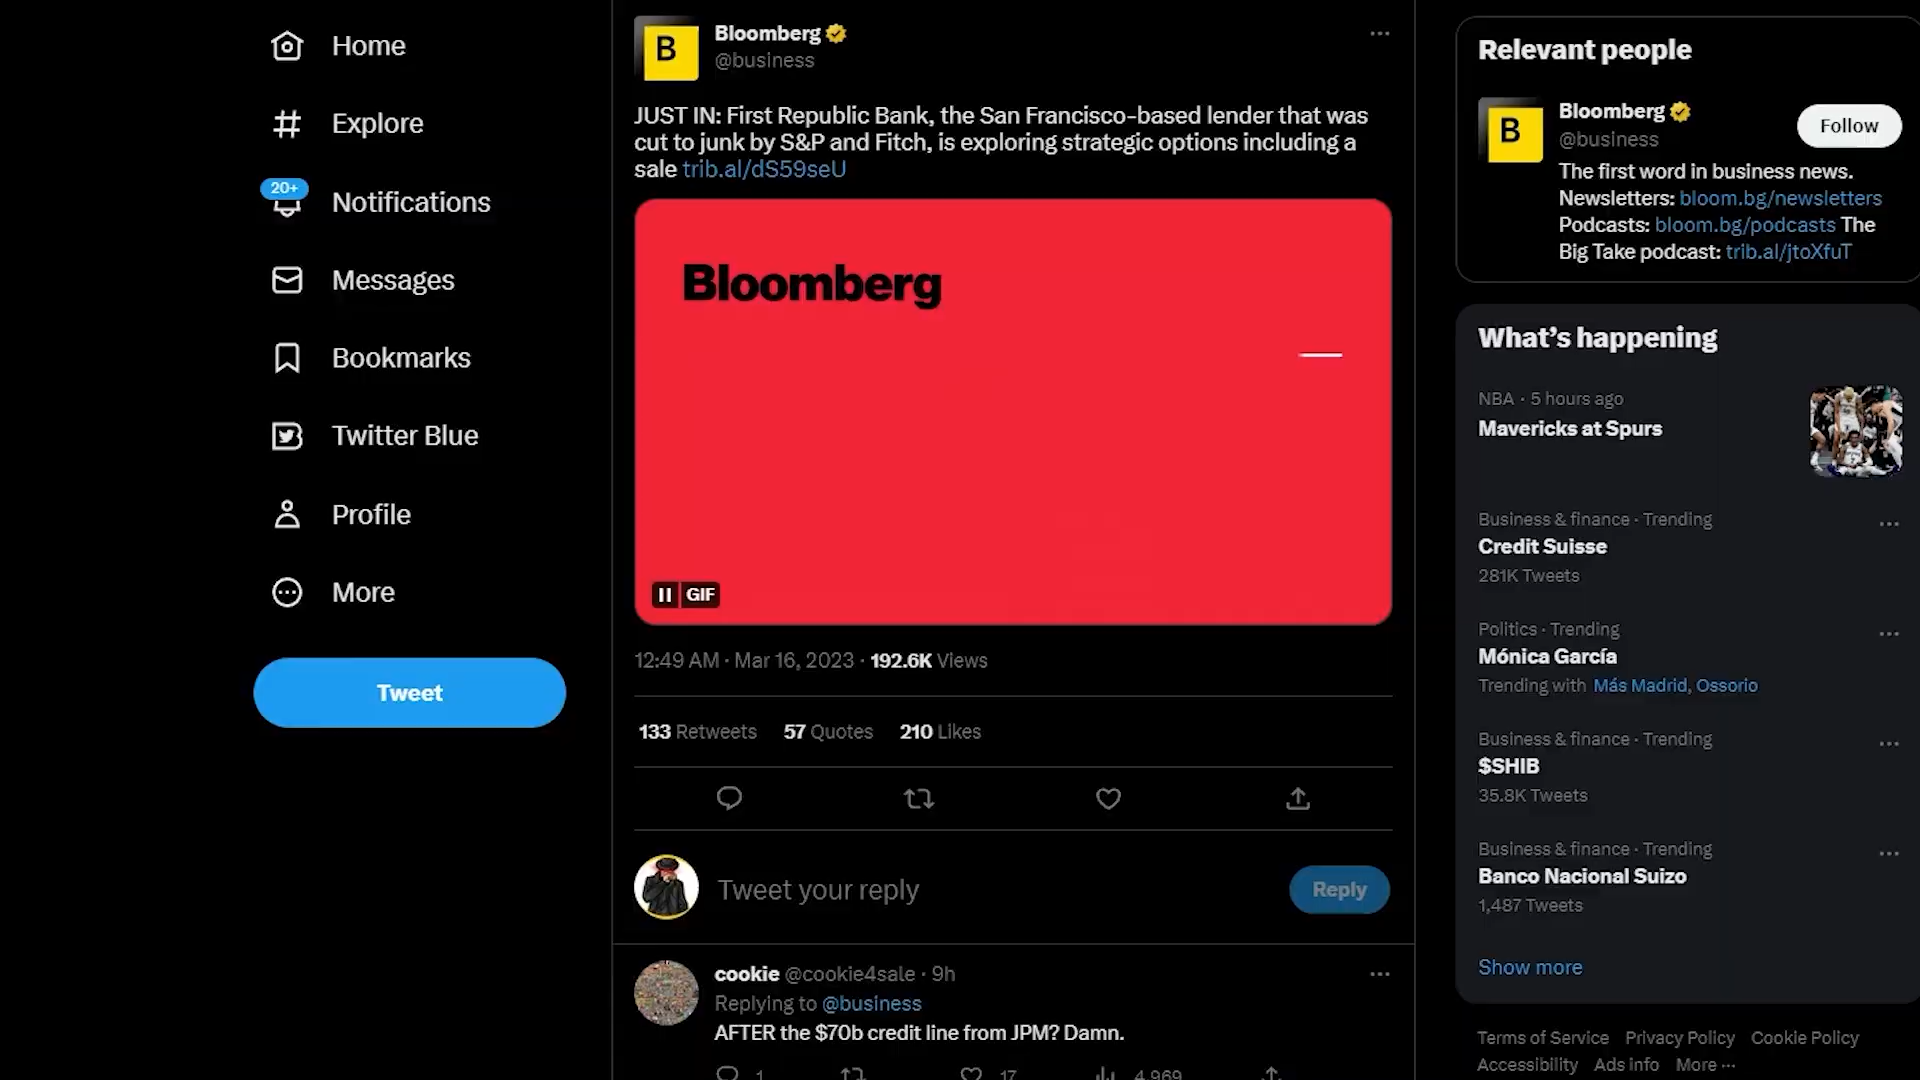 Home
Explore
20+
Notifications
Messages
Bookmarks
Twitter Blue
Profile
More
Tweet
B
Bloomberg
@business
JUST IN: First Republic Bank, the San Francisco-based lender that was
cut to junk by S&P and Fitch, is exploring strategic options including a
sale trib.al/dS59seU
Bloomberg
GIF
12:49 AM · Mar 16, 2023 · 192.6K Views
133 Retweets 57 Quotes 210 Likes
Tweet your reply
Reply
cookie @cookie4sale · 9h
Replying to @business
AFTER the $70b credit line from JPM? Damn.
1 17 4,969
Relevant people
B
Bloomberg
@business
Follow
The first word in business news.
Newsletters: bloom.bg/newsletters
Podcasts: bloom.bg/podcasts The
Big Take podcast: trib.al/jtoXfuT
What's happening
NBA · 5 hours ago
Mavericks at Spurs
Business & finance · Trending
Credit Suisse
281K Tweets
Politics · Trending
Mónica García
Trending with Más Madrid, Ossorio
Business & finance · Trending
$SHIB
35.8K Tweets
Business & finance · Trending
Banco Nacional Suizo
1,487 Tweets
Show more
Terms of Service Privacy Policy Cookie Policy
Accessibility Ads info More ···